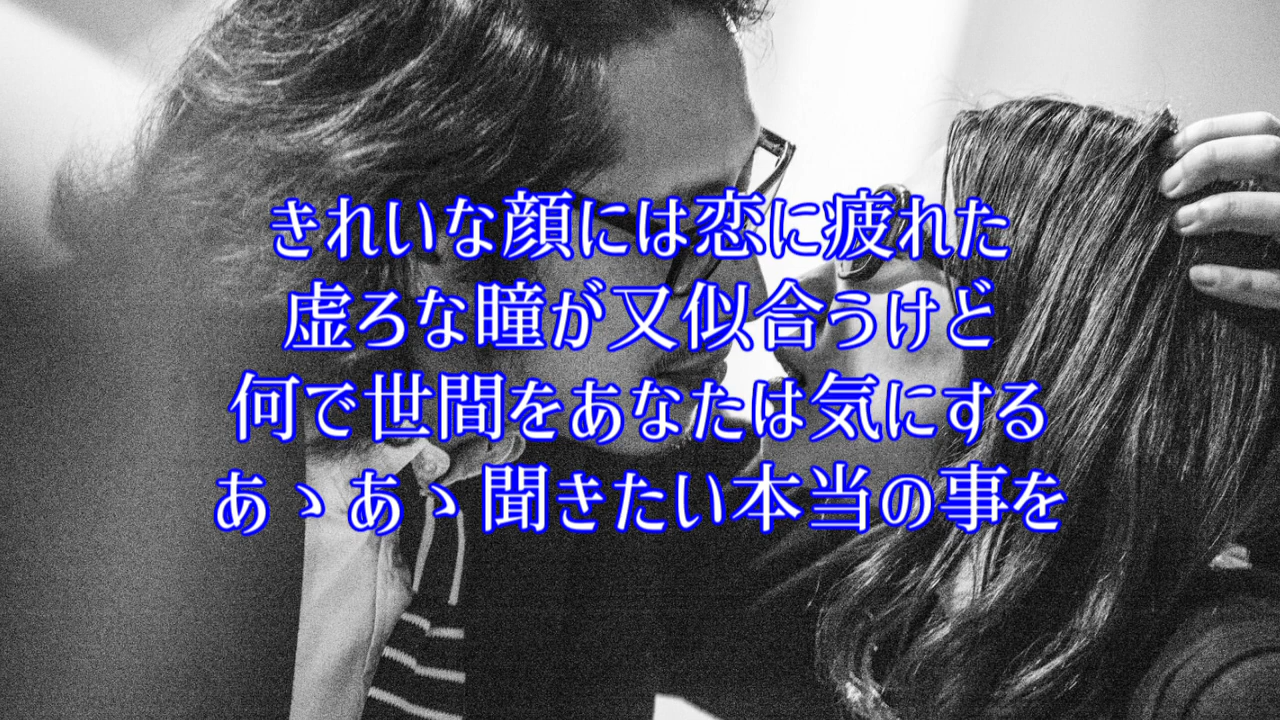 きれいな顔には恋に疲れた
虚ろな瞳が又似合うけど
何で世間をあなたは気にする
あゝあゝ聞きたい本当の事を